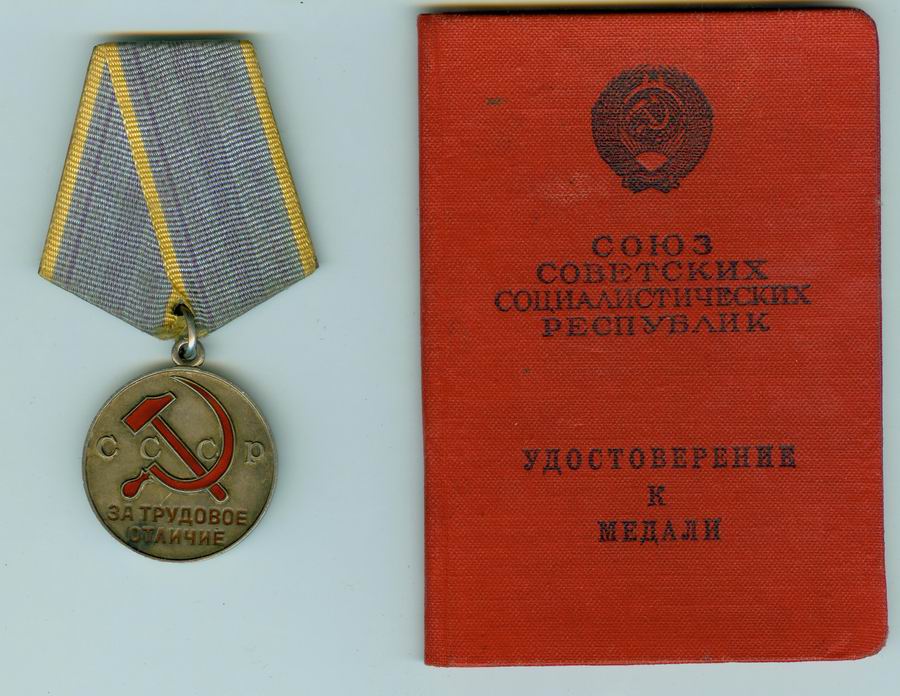 СССР
ЗА ТРУДОВОЕ
ОТЛИЧИЕ
СОЮЗ
СОВЕТСКИХ
СОЦИАЛИСТИЧЕСКИХ
РЕСПУБЛИК
УДОСТОВЕРЕНИЕ
К
МЕДАЛИ